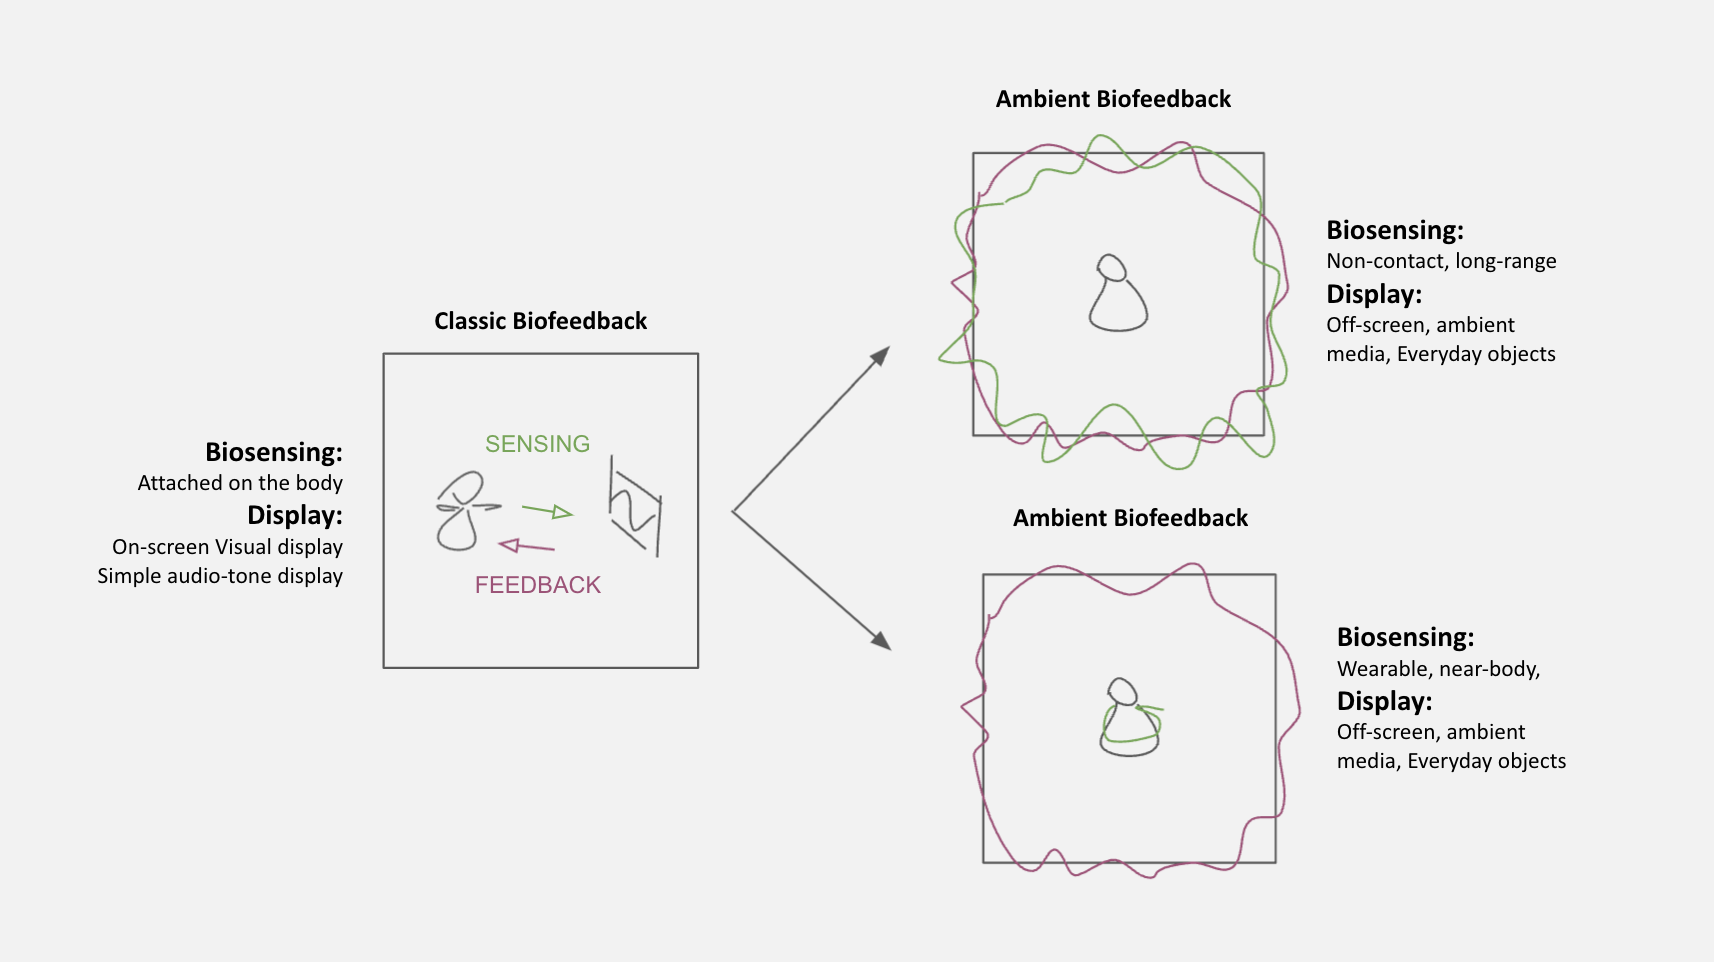 Classic Biofeedback
Biosensing:
Attached on the body
Display:
On-screen Visual display
Simple audio-tone display
SENSING
FEEDBACK
Ambient Biofeedback
Biosensing:
Non-contact, long-range
Display:
Off-screen, ambient
media, Everyday objects
Ambient Biofeedback
Biosensing:
Wearable, near-body,
Display:
Off-screen, ambient
media, Everyday objects